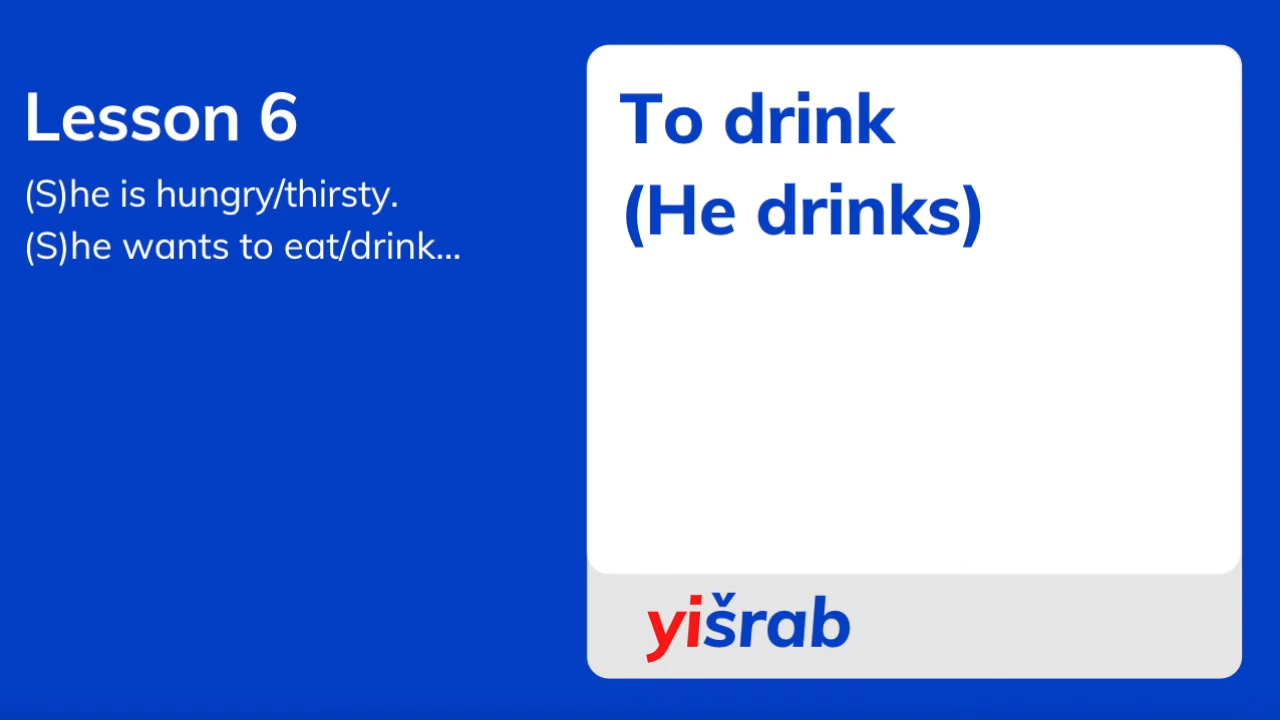 Lesson 6
(S)he is hungry/thirsty.
(S)he wants to eat/drink...
To drink
(He drinks)
yišrab